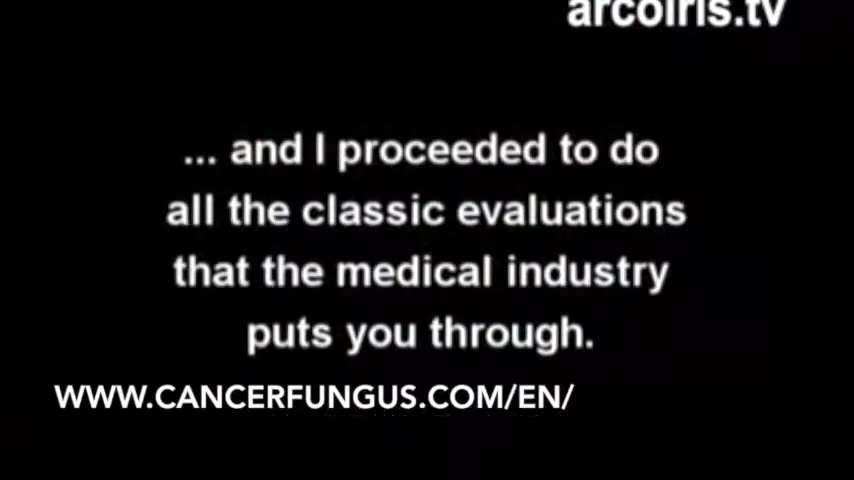 arcoiris.tv
... and I proceeded to do
all the classic evaluations
that the medical industry
puts you through.
WWW.CANCERFUNGUS.COM/EN/